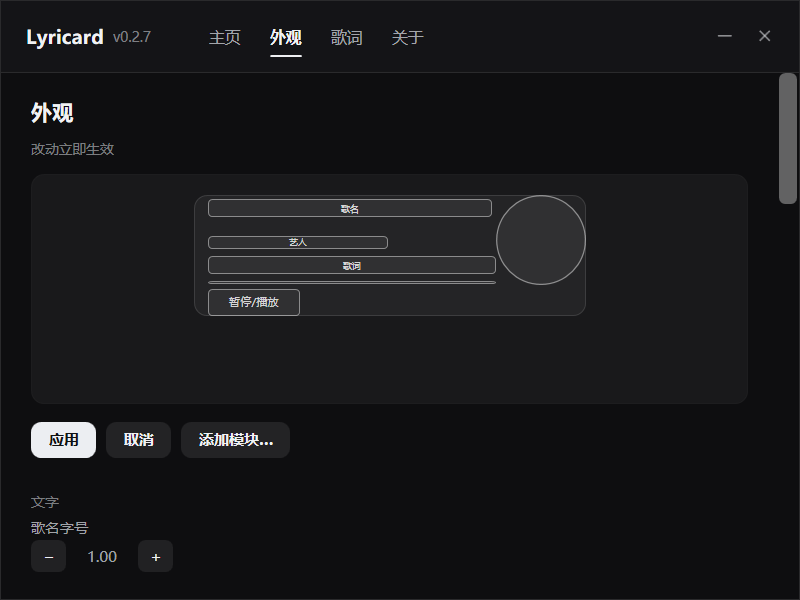 Lyricard v0.2.7 主页 外观 歌词 关于
外观
改动立即生效
歌名
艺人
歌词
暂停/播放
应用 取消 添加模块...
文字
歌名字号
− 1.00 +